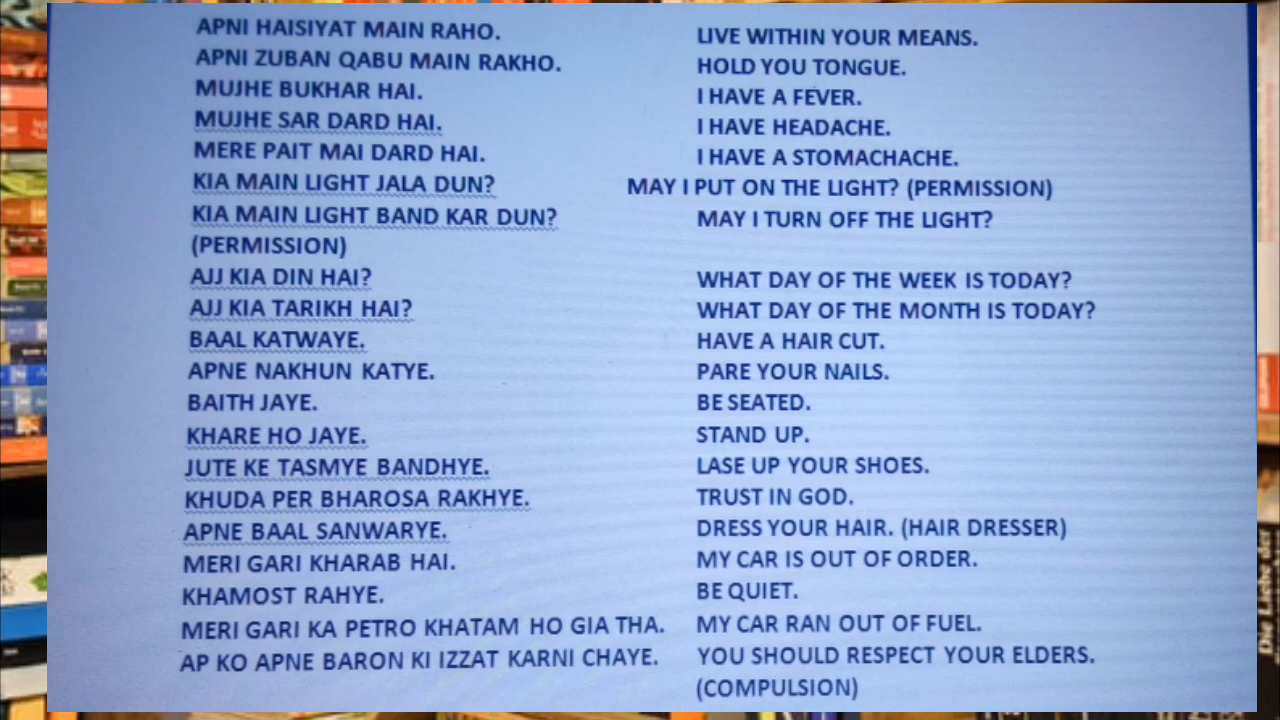 APNI HAISIYAT MAIN RAHO. LIVE WITHIN YOUR MEANS.
APNI ZUBAN QABU MAIN RAKHO. HOLD YOU TONGUE.
MUJHE BUKHAR HAI. I HAVE A FEVER.
MUJHE SAR DARD HAI. I HAVE HEADACHE.
MERE PAIT MAI DARD HAI. I HAVE A STOMACHACHE.
KIA MAIN LIGHT JALA DUN? MAY I PUT ON THE LIGHT? (PERMISSION)
KIA MAIN LIGHT BAND KAR DUN? MAY I TURN OFF THE LIGHT?
(PERMISSION)
AJJ KIA DIN HAI? WHAT DAY OF THE WEEK IS TODAY?
AJJ KIA TARIKH HAI? WHAT DAY OF THE MONTH IS TODAY?
BAAL KATWAYE. HAVE A HAIR CUT.
APNE NAKHUN KATYE. PARE YOUR NAILS.
BAITH JAYE. BE SEATED.
KHARE HO JAYE. STAND UP.
JUTE KE TASMYE BANDHYE. LASE UP YOUR SHOES.
KHUDA PER BHAROSA RAKHYE. TRUST IN GOD.
APNE BAAL SANWARYE. DRESS YOUR HAIR. (HAIR DRESSER)
MERI GARI KHARAB HAI. MY CAR IS OUT OF ORDER.
KHAMOST RAHYE. BE QUIET.
MERI GARI KA PETRO KHATAM HO GIA THA. MY CAR RAN OUT OF FUEL.
AP KO APNE BARON KI IZZAT KARNI CHAYE. YOU SHOULD RESPECT YOUR ELDERS.
(COMPULSION)
Die Liebe der